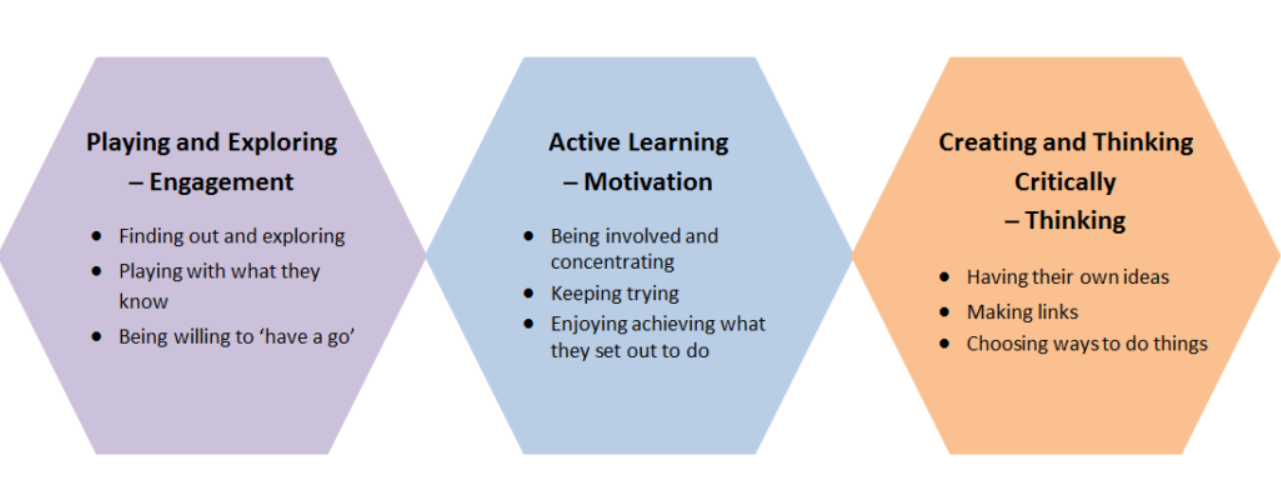 Playing and Exploring
– Engagement
● Finding out and exploring
● Playing with what they
know
● Being willing to ‘have a go’
Active Learning
– Motivation
● Being involved and
concentrating
● Keeping trying
● Enjoying achieving what
they set out to do
Creating and Thinking
Critically
– Thinking
● Having their own ideas
● Making links
● Choosing ways to do things